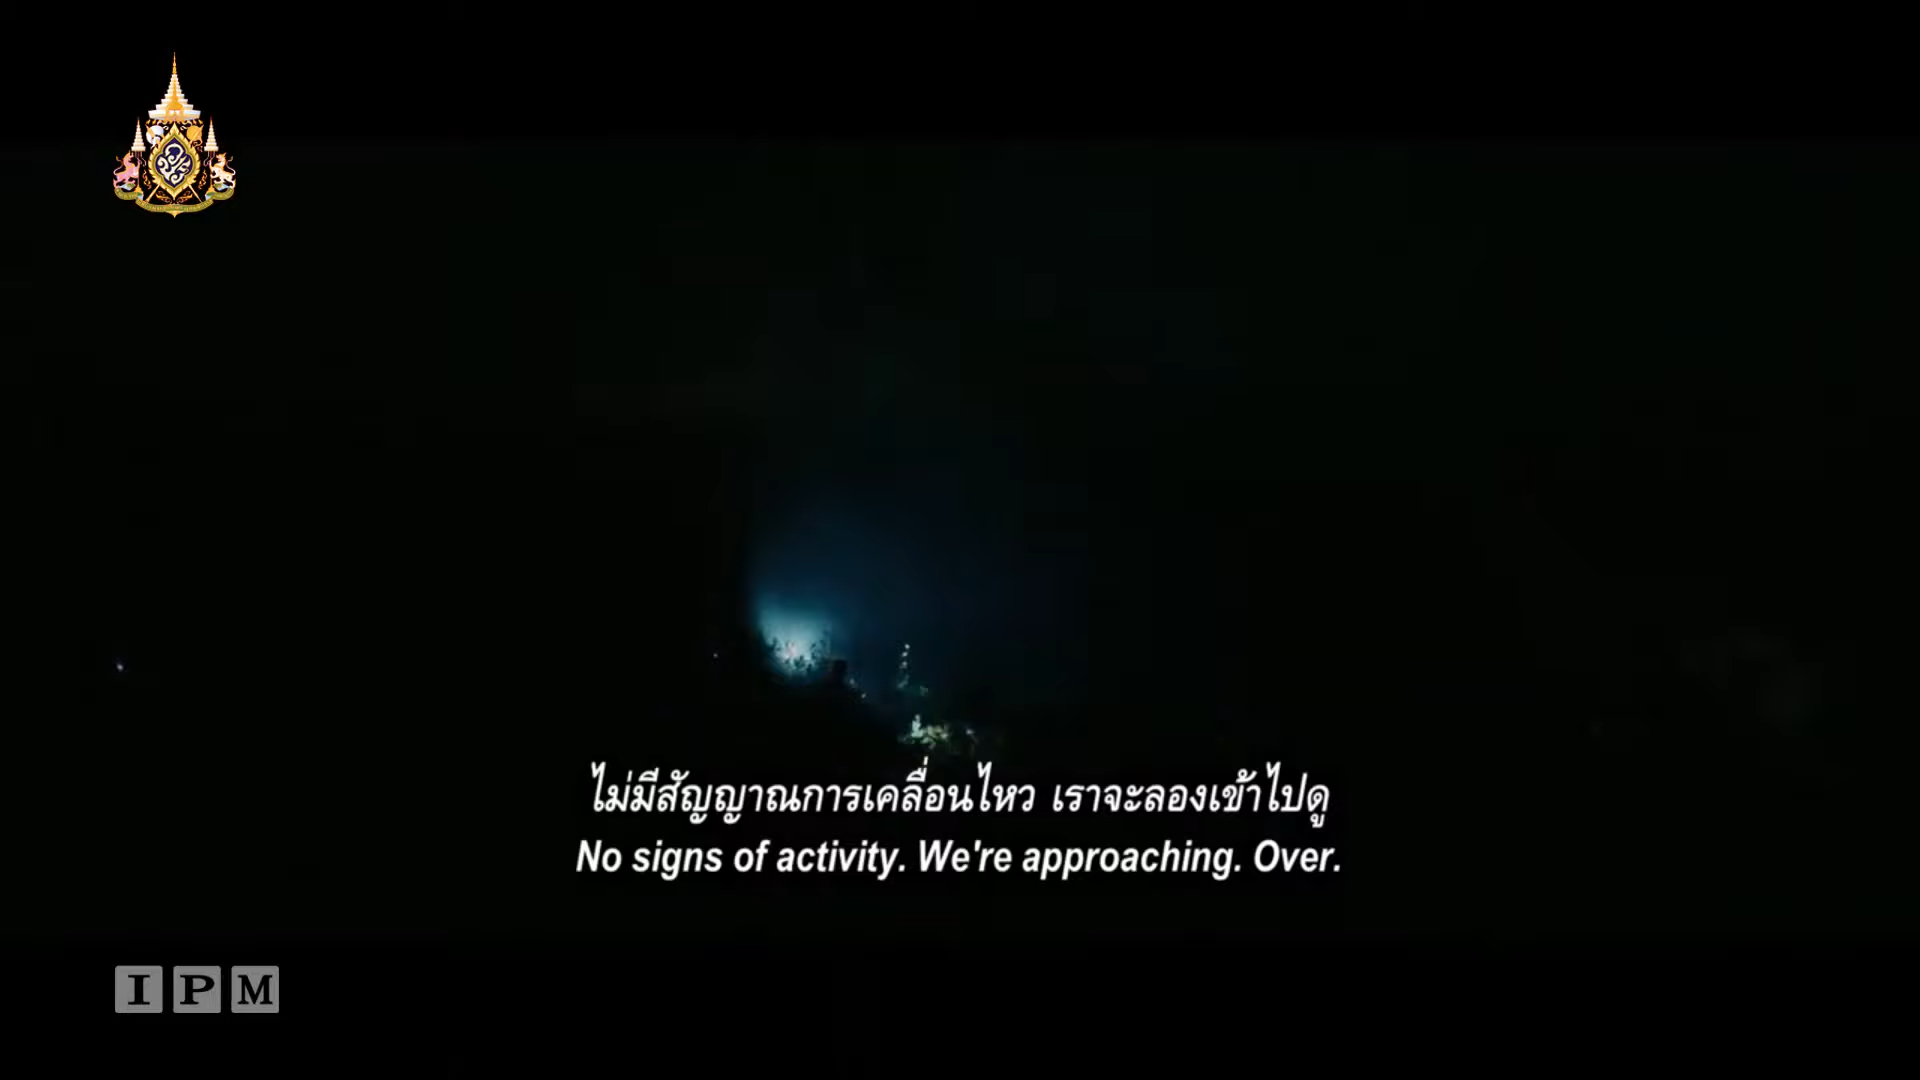 ไม่มีสัญญาณการเคลื่อนไหว เราจะลองเข้าไปดู
No signs of activity. We're approaching. Over.
IPM